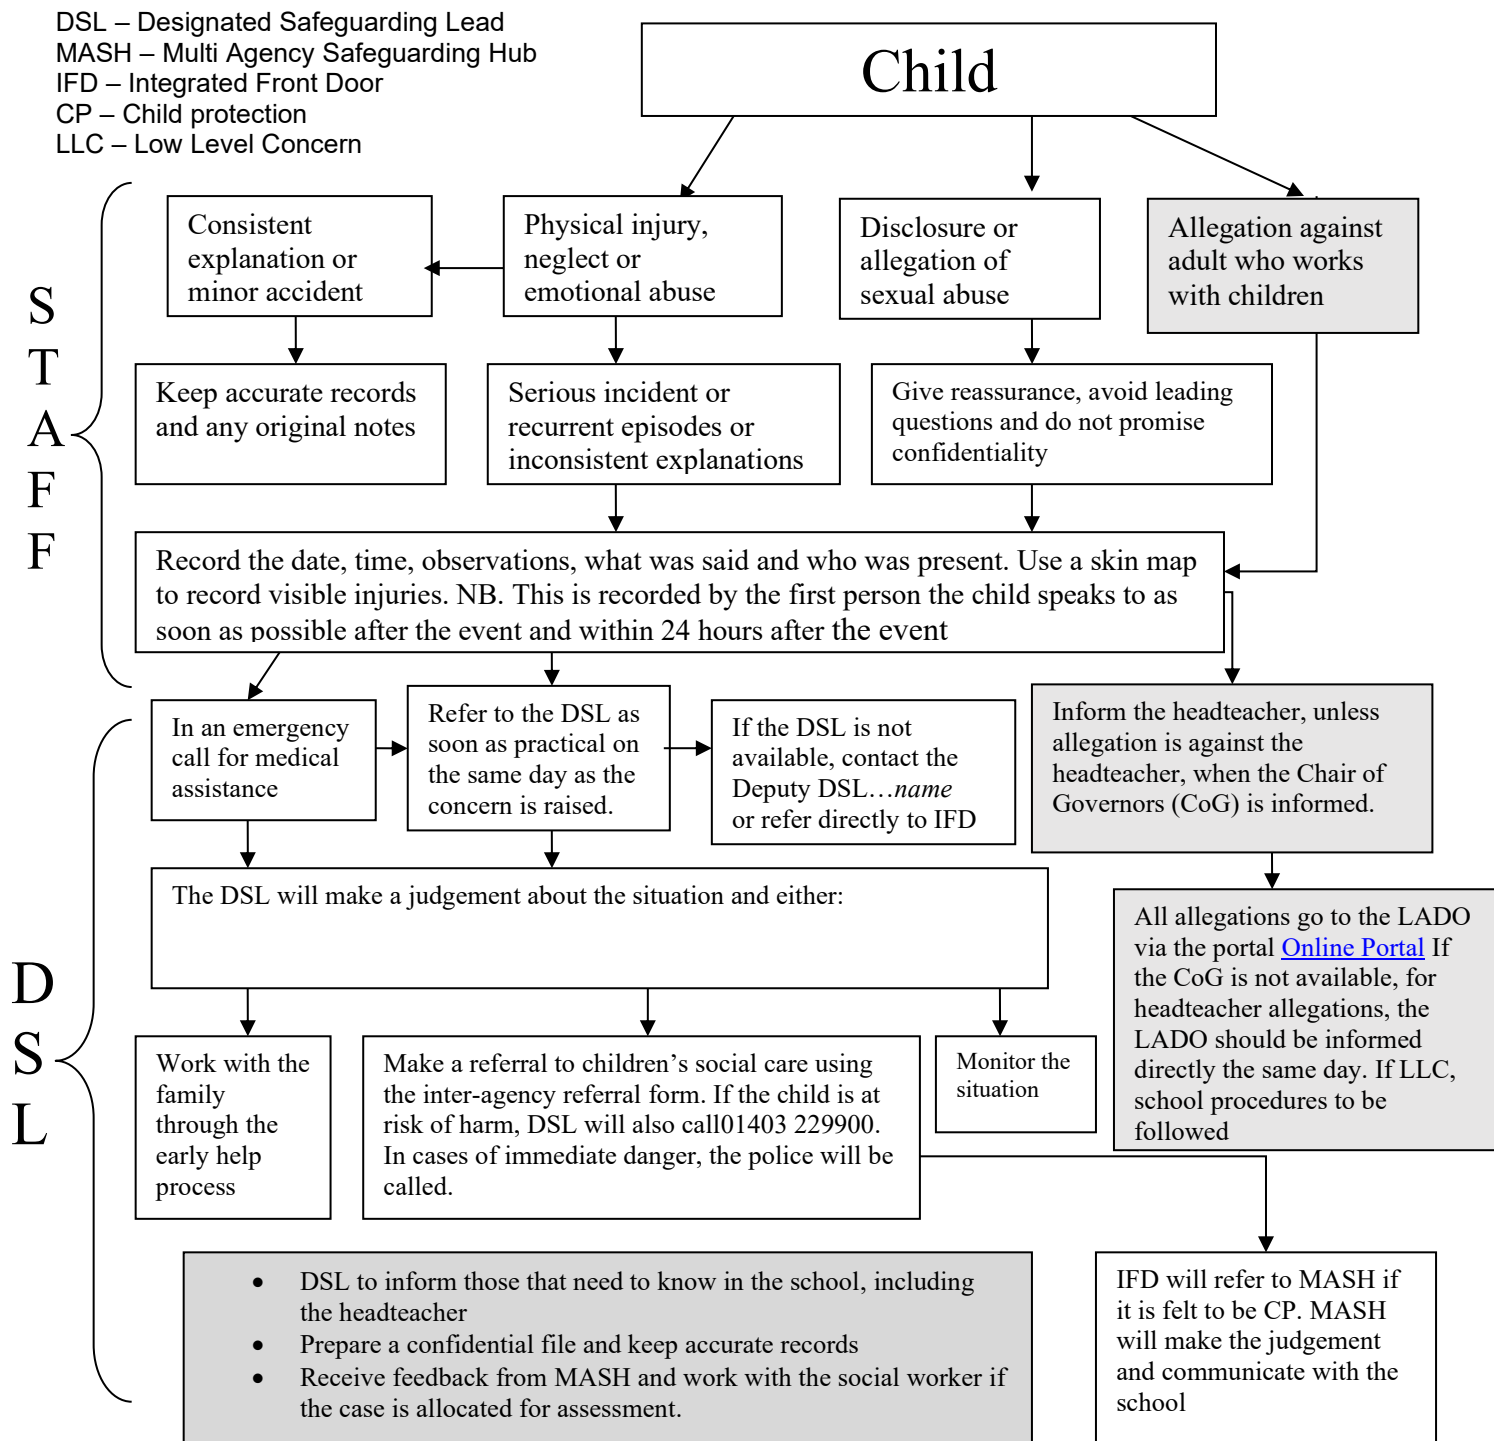 DSL – Designated Safeguarding Lead
MASH – Multi Agency Safeguarding Hub
IFD – Integrated Front Door
CP – Child protection
LLC – Low Level Concern
Child
S
T
A
F
F
Consistent
explanation or
minor accident
Physical injury,
neglect or
emotional abuse
Disclosure or
allegation of
sexual abuse
Allegation against
adult who works
with children
Keep accurate records
and any original notes
Serious incident or
recurrent episodes or
inconsistent explanations
Give reassurance, avoid leading
questions and do not promise
confidentiality
Record the date, time, observations, what was said and who was present. Use a skin map
to record visible injuries. NB. This is recorded by the first person the child speaks to as
soon as possible after the event and within 24 hours after the event
D
S
L
In an emergency
call for medical
assistance
Refer to the DSL as
soon as practical on
the same day as the
concern is raised.
If the DSL is not
available, contact the
Deputy DSL…name
or refer directly to IFD
Inform the headteacher, unless
allegation is against the
headteacher, when the Chair of
Governors (CoG) is informed.
The DSL will make a judgement about the situation and either:
All allegations go to the LADO
via the portal Online Portal If
the CoG is not available, for
headteacher allegations, the
LADO should be informed
directly the same day. If LLC,
school procedures to be
followed
Work with the
family
through the
early help
process
Make a referral to children’s social care using
the inter-agency referral form. If the child is at
risk of harm, DSL will also call01403 229900.
In cases of immediate danger, the police will be
called.
Monitor the
situation
• DSL to inform those that need to know in the school, including
the headteacher
• Prepare a confidential file and keep accurate records
• Receive feedback from MASH and work with the social worker if
the case is allocated for assessment.
IFD will refer to MASH if
it is felt to be CP. MASH
will make the judgement
and communicate with the
school